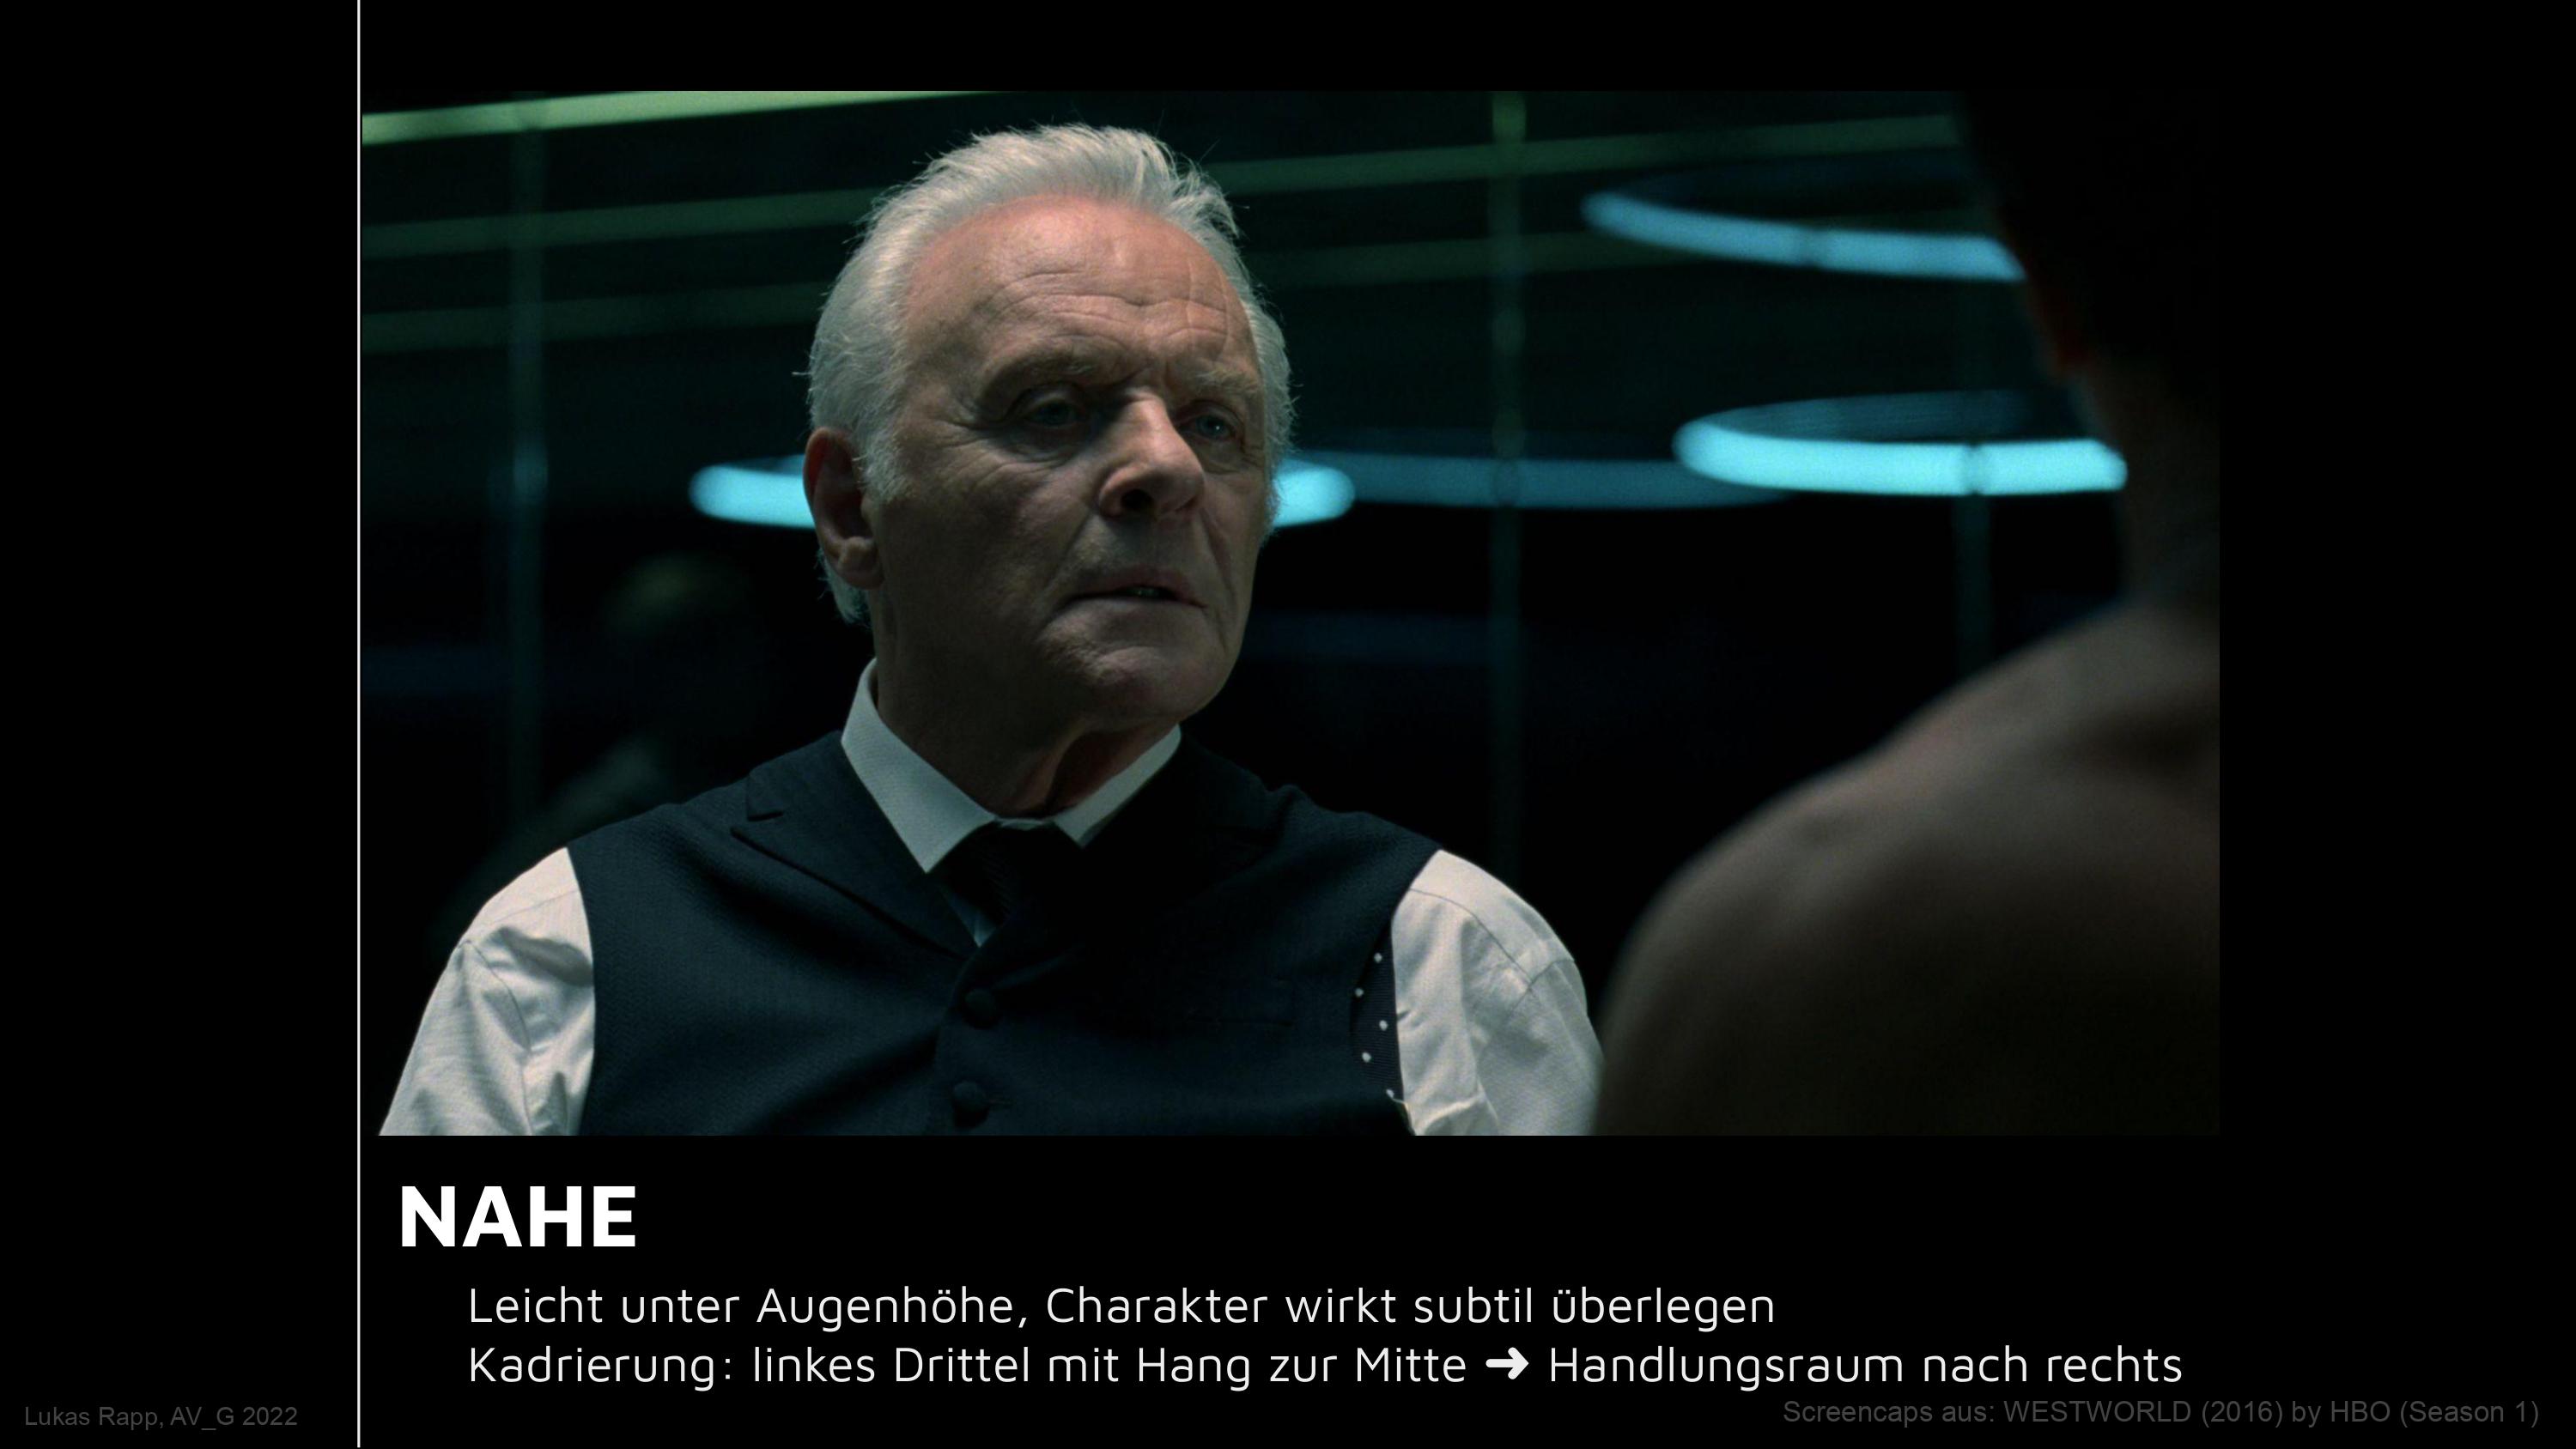 NAHE
Leicht unter Augenhöhe, Charakter wirkt subtil überlegen
Kadrierung: linkes Drittel mit Hang zur Mitte ➜ Handlungsraum nach rechts
Lukas Rapp, AV_G 2022
Screencaps aus: WESTWORLD (2016) by HBO (Season 1)